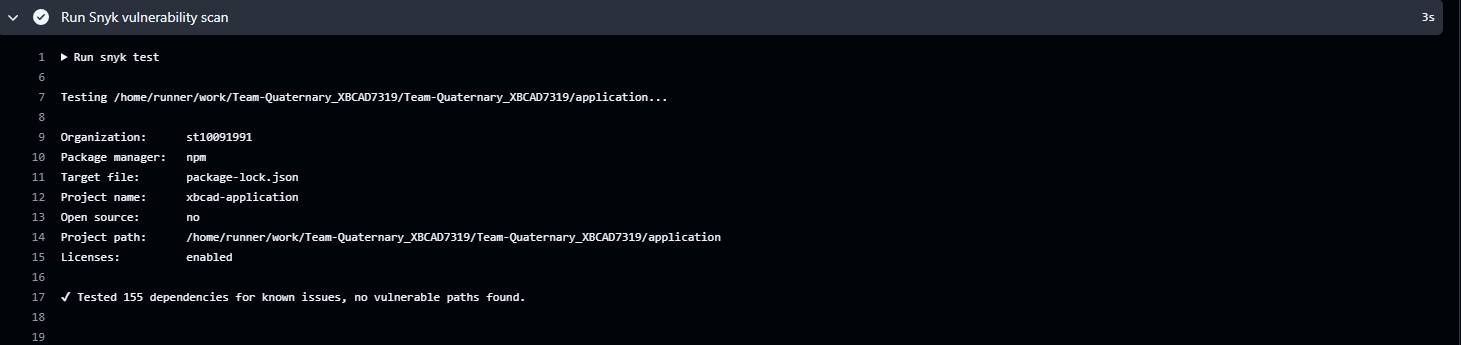 Run Snyk vulnerability scan 3s
1 ▶ Run snyk test
6
7 Testing /home/runner/work/Team-Quaternary_XBCAD7319/Team-Quaternary_XBCAD7319/application...
8
9 Organization: st10091991
10 Package manager: npm
11 Target file: package-lock.json
12 Project name: xbcad-application
13 Open source: no
14 Project path: /home/runner/work/Team-Quaternary_XBCAD7319/Team-Quaternary_XBCAD7319/application
15 Licenses: enabled
16
17 ✔ Tested 155 dependencies for known issues, no vulnerable paths found.
18
19